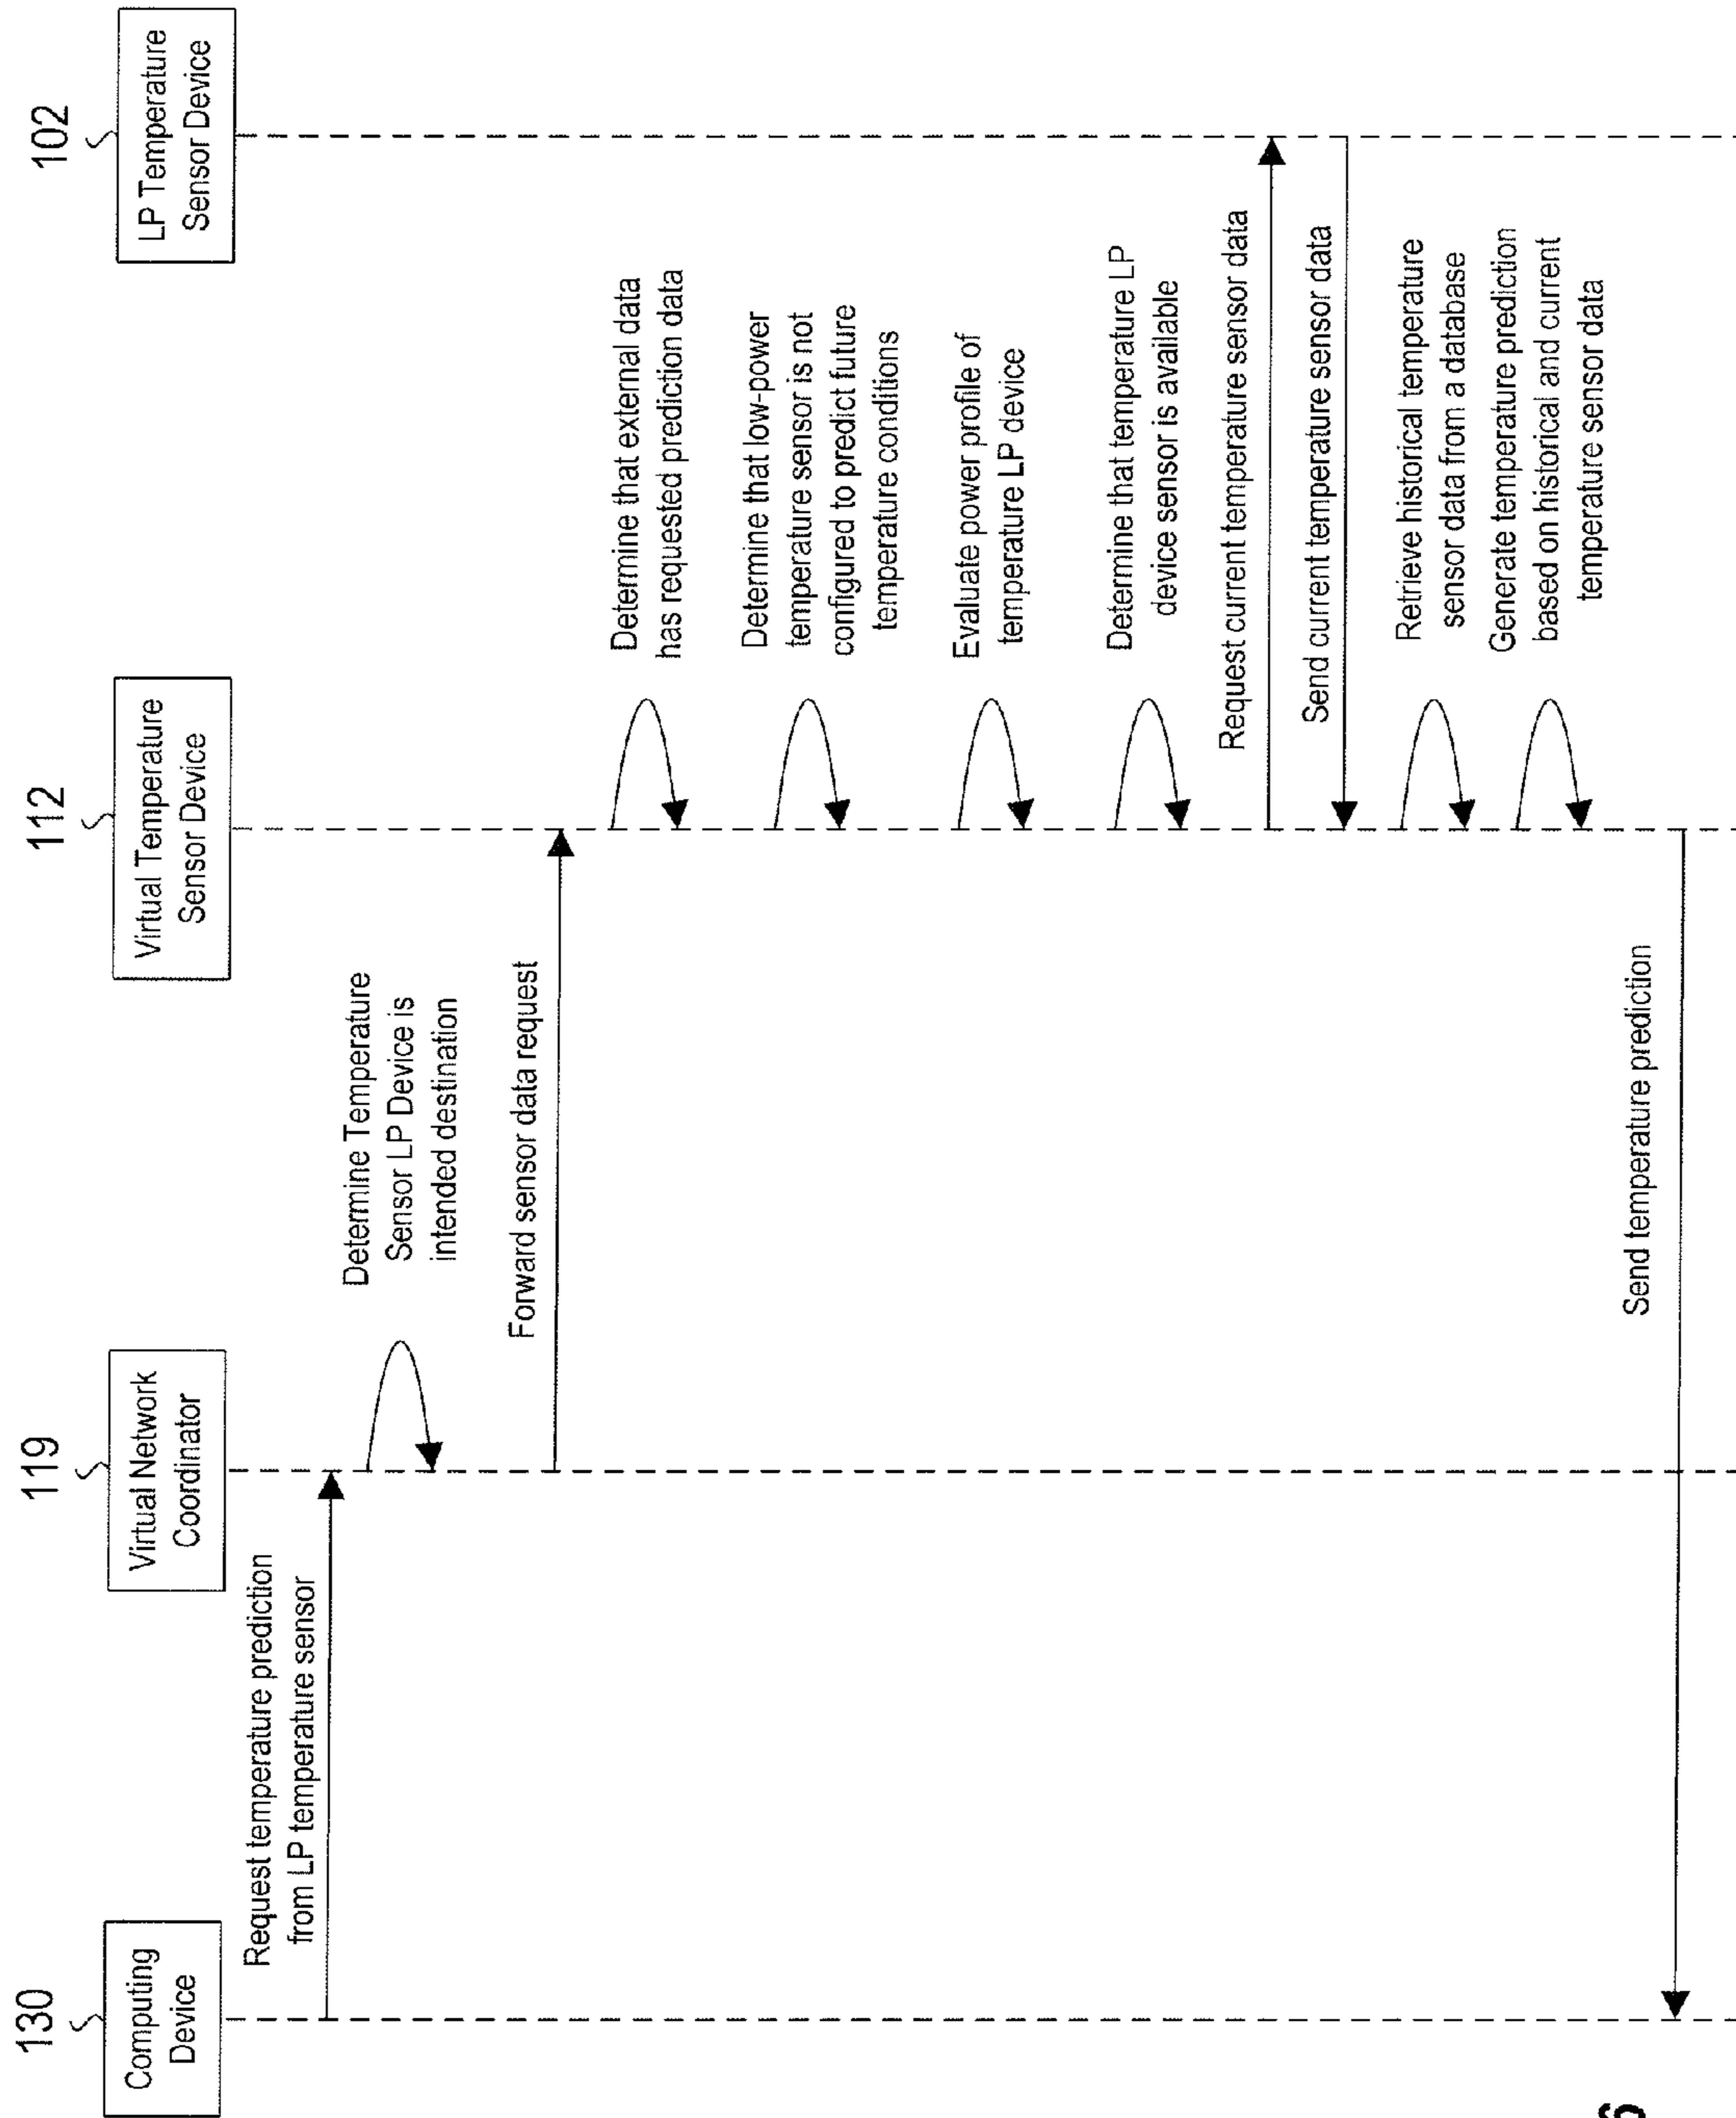 130
Computing
Device
119
Virtual Network
Coordinator
112
Virtual Temperature
Sensor Device
102
LP Temperature
Sensor Device
Request temperature prediction
from LP temperature sensor
Determine Temperature
Sensor LP Device is
intended destination
Forward sensor data request
Determine that external data
has requested prediction data
Determine that low-power
temperature sensor is not
configured to predict future
temperature conditions
Evaluate power profile of
temperature LP device
Determine that temperature LP
device sensor is available
Request current temperature sensor data
Send current temperature sensor data
Retrieve historical temperature
sensor data from a database
Generate temperature prediction
based on historical and current
temperature sensor data
Send temperature prediction